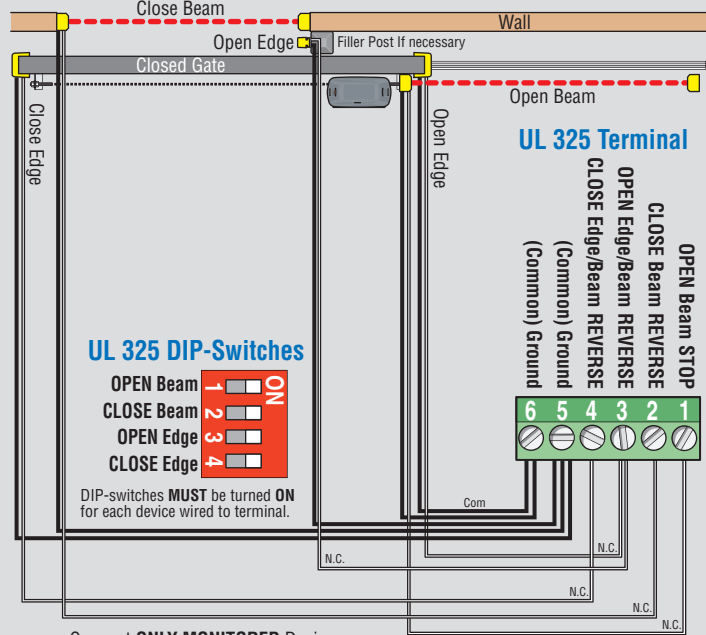 Close Beam
Wall
Open Edge
Filler Post If necessary
Closed Gate
Open Beam
Close Edge
Open Edge
UL 325 Terminal
(Common) Ground
(Common) Ground
CLOSE Edge/Beam REVERSE
OPEN Edge/Beam REVERSE
CLOSE Beam REVERSE
OPEN Beam STOP
6 5 4 3 2 1
UL 325 DIP-Switches
OPEN Beam 1
CLOSE Beam 2
OPEN Edge 3
CLOSE Edge 4
ON
DIP-switches MUST be turned ON
for each device wired to terminal.
Com
N.C.
N.C.
N.C.
N.C.
N.C.
Connect ONLY MONITORED